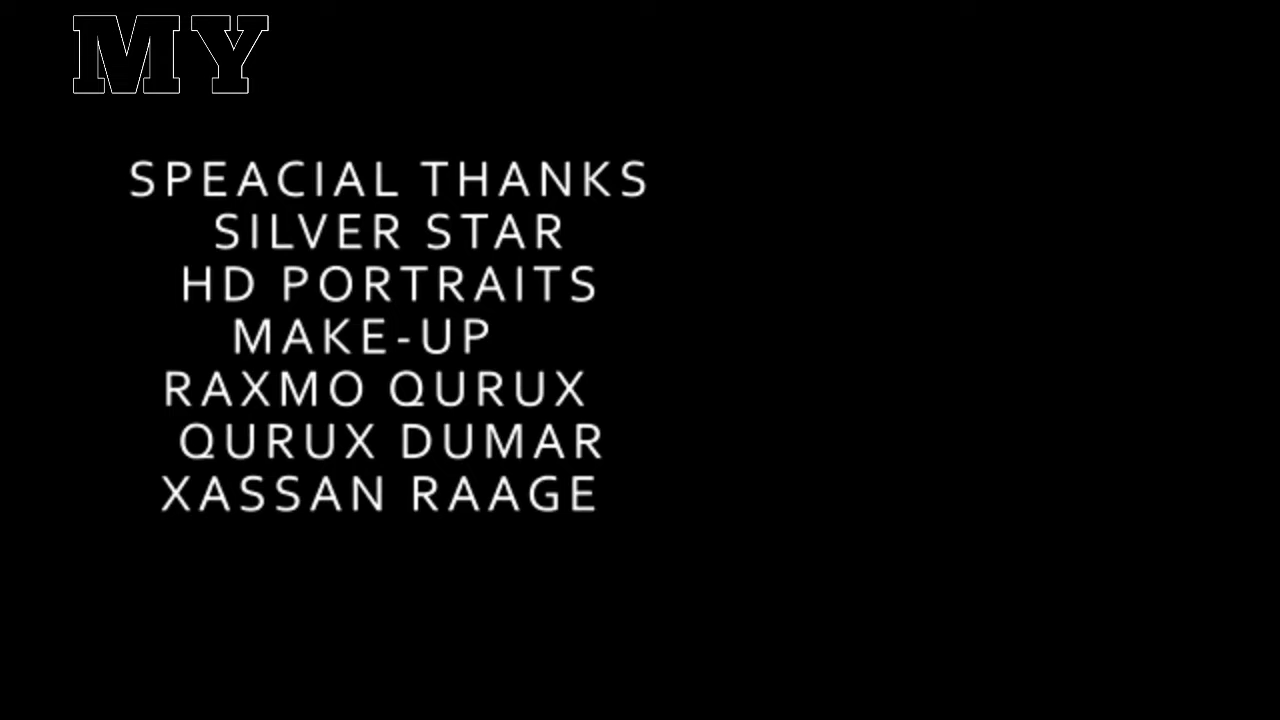 MY
SPEACIAL THANKS
SILVER STAR
HD PORTRAITS
MAKE-UP
RAXMO QURUX
QURUX DUMAR
XASSAN RAAGE